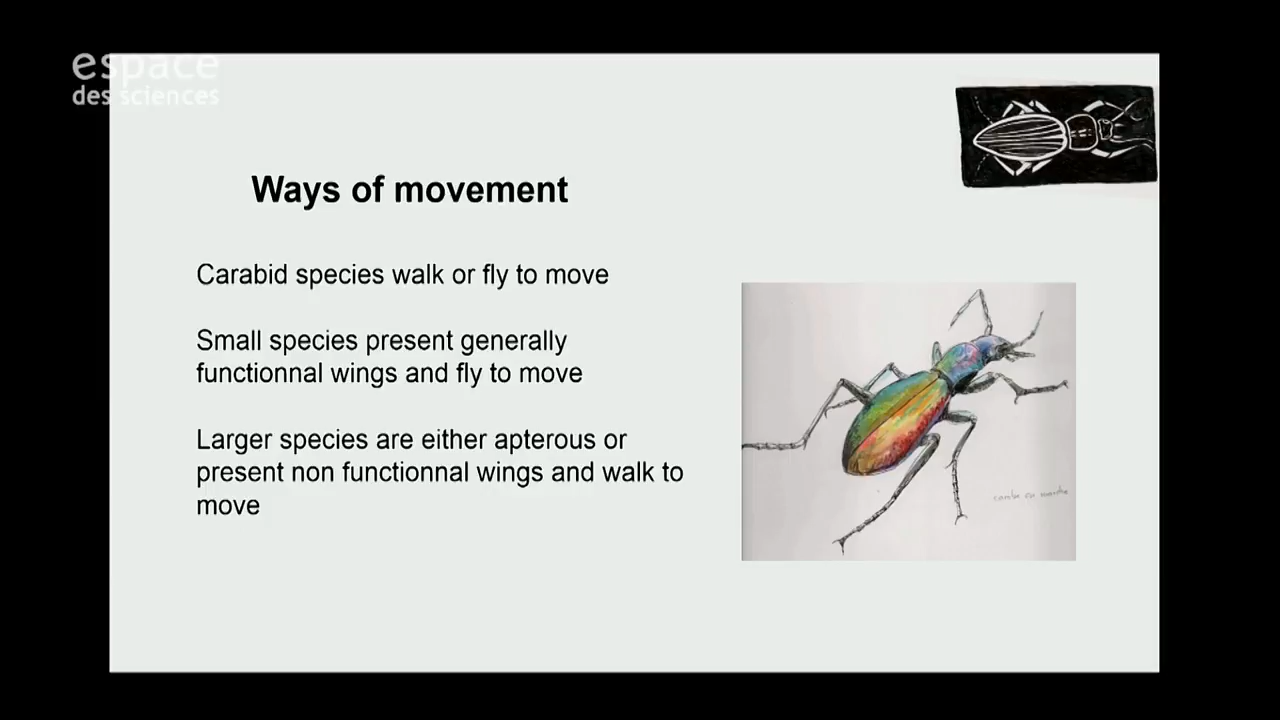 espace
des sciences
Ways of movement
Carabid species walk or fly to move
Small species present generally
functionnal wings and fly to move
Larger species are either apterous or
present non functionnal wings and walk to
move